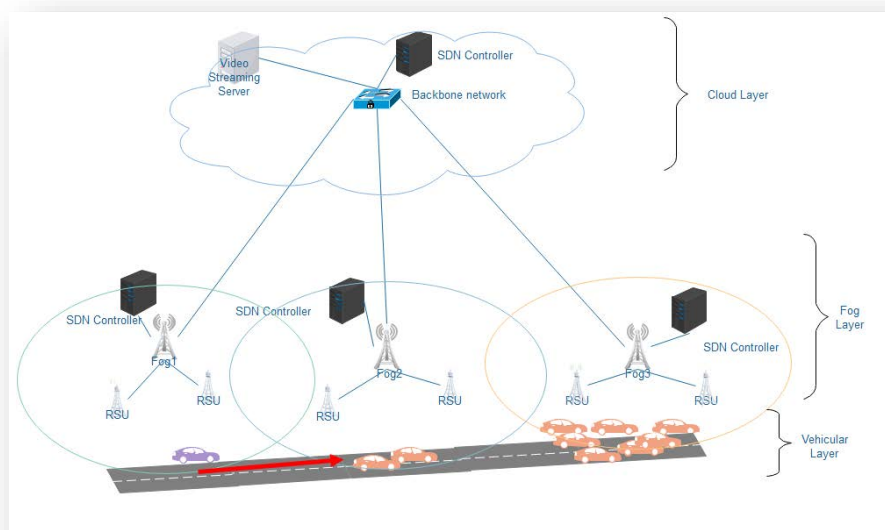 Video
Streaming
Server
SDN Controller
Backbone network
Cloud Layer
SDN Controller
Fog1
RSU
RSU
SDN Controller
Fog2
RSU
RSU
SDN Controller
Fog3
RSU
RSU
Fog
Layer
Vehicular
Layer